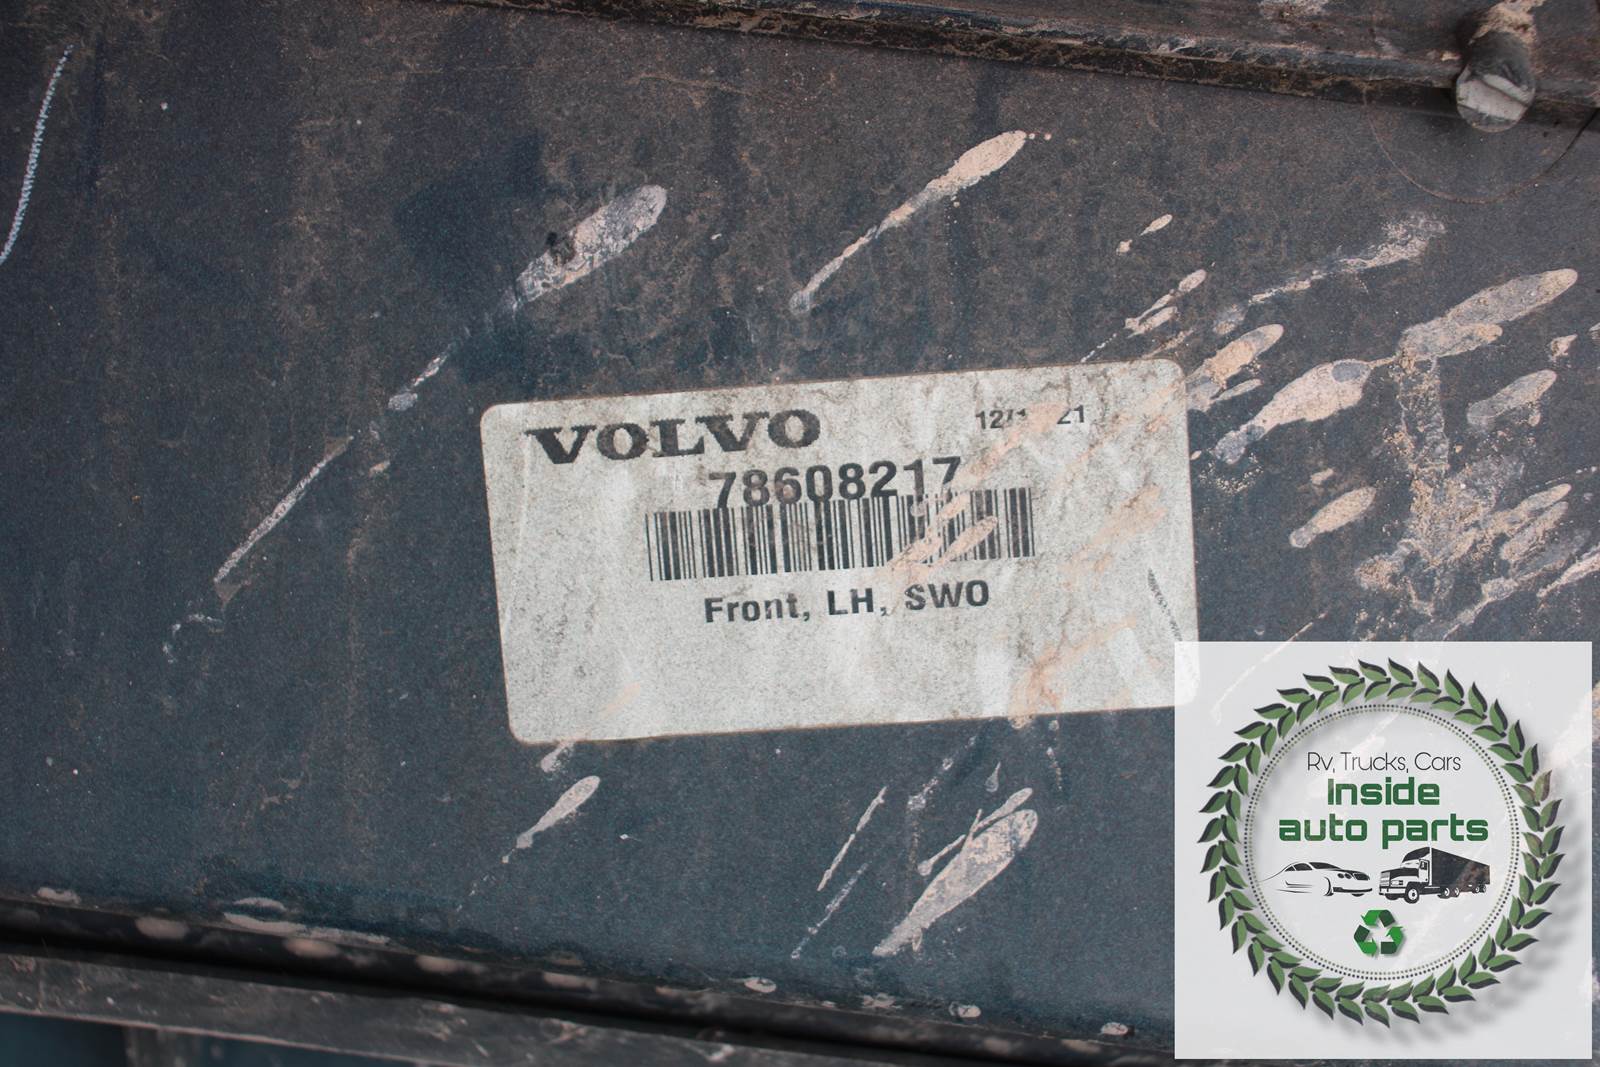 VOLVO
78608217
Front, LH, SWO
Rv, Trucks, Cars
Inside
auto parts